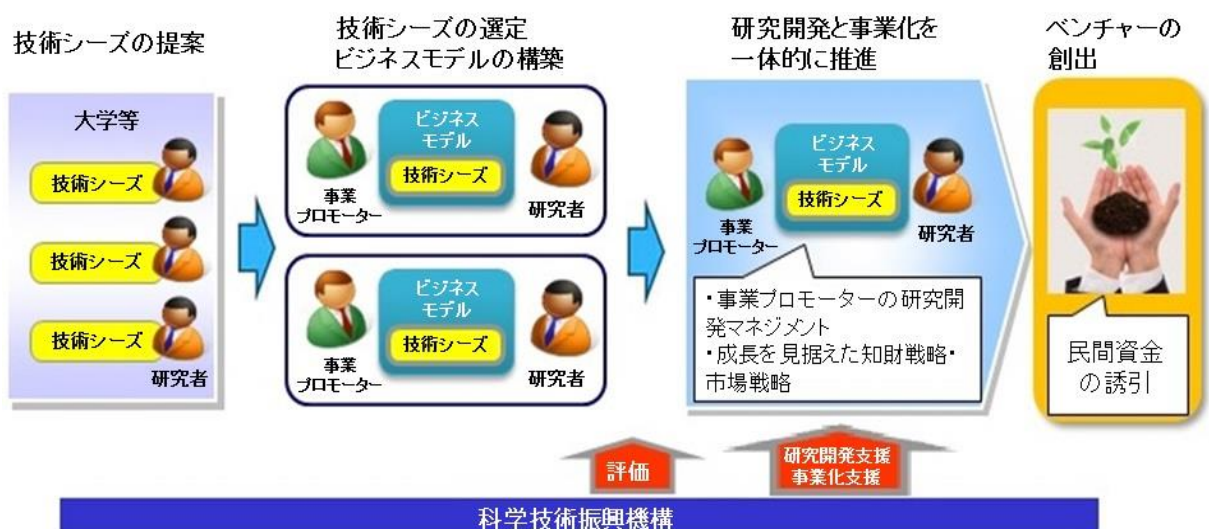 技術シーズの提案
大学等
技術シーズ
技術シーズ
技術シーズ
研究者
技術シーズの選定
ビジネスモデルの構築
ビジネス
モデル
技術シーズ
事業
プロモーター
研究者
ビジネス
モデル
技術シーズ
事業
プロモーター
研究者
研究開発と事業化を
一体的に推進
ビジネス
モデル
技術シーズ
事業
プロモーター
研究者
・事業プロモーターの研究開
発マネジメント
・成長を見据えた知財戦略・
市場戦略
ベンチャーの
創出
民間資金
の誘引
評価
研究開発支援
事業化支援
科学技術振興機構